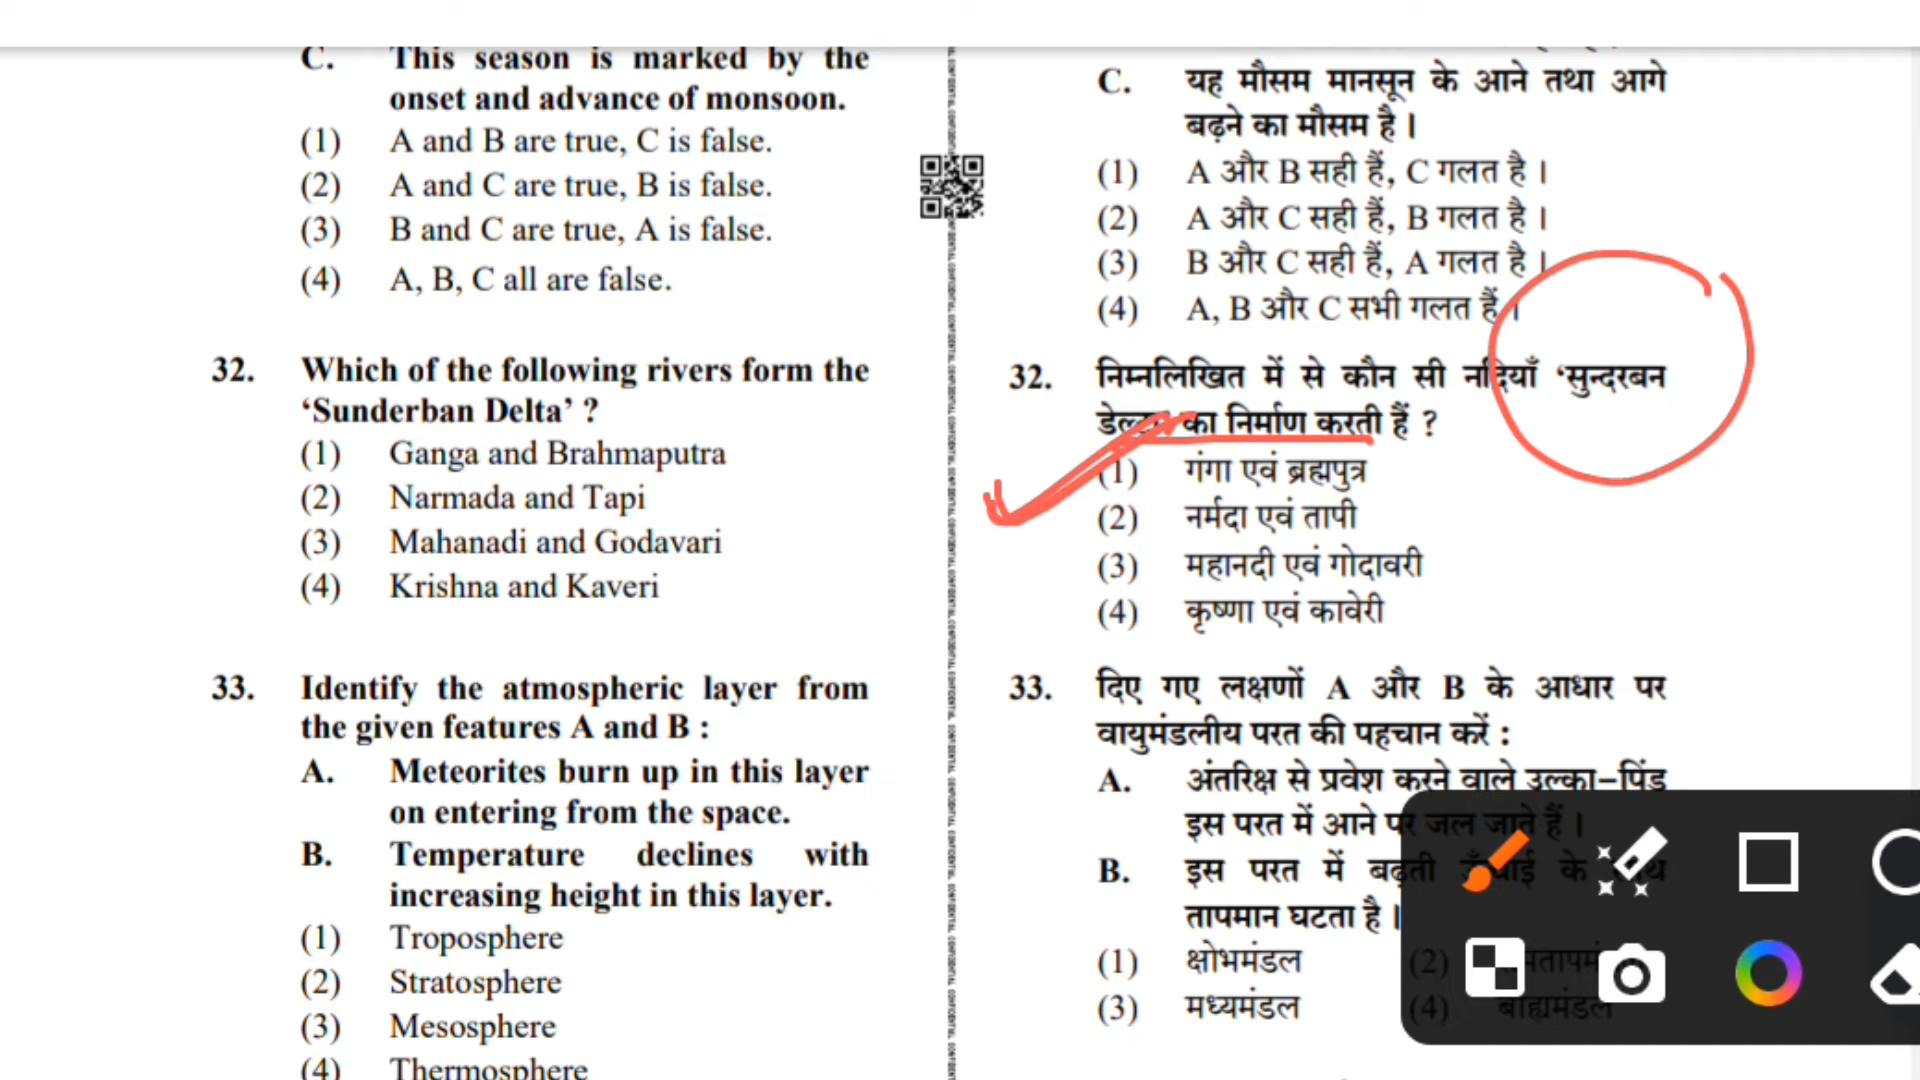 C. This season is marked by the
onset and advance of monsoon.
(1) A and B are true, C is false.
(2) A and C are true, B is false.
(3) B and C are true, A is false.
(4) A, B, C all are false.
32. Which of the following rivers form the
‘Sunderban Delta’ ?
(1) Ganga and Brahmaputra
(2) Narmada and Tapi
(3) Mahanadi and Godavari
(4) Krishna and Kaveri
33. Identify the atmospheric layer from
the given features A and B :
A. Meteorites burn up in this layer
on entering from the space.
B. Temperature declines with
increasing height in this layer.
(1) Troposphere
(2) Stratosphere
(3) Mesosphere
(4) Thermosphere
C. यह मौसम मानसून के आने तथा आगे
बढ़ने का मौसम है ।
(1) A और B सही हैं, C गलत है ।
(2) A और C सही हैं, B गलत है ।
(3) B और C सही हैं, A गलत है ।
(4) A, B और C सभी गलत हैं ।
32. निम्नलिखित में से कौन सी नदियाँ ‘सुन्दरबन
का निर्माण करती हैं ?
(1) गंगा एवं ब्रह्मपुत्र
(2) नर्मदा एवं तापी
(3) महानदी एवं गोदावरी
(4) कृष्णा एवं कावेरी
33. दिए गए लक्षणों A और B के आधार पर
वायुमंडलीय परत की पहचान करें :
A. अंतरिक्ष से प्रवेश करने वाले उल्का–पिंड
इस परत में आने पर जल जाते हैं ।
B. इस परत में बढ़ती के
तापमान घटता है ।
(1) क्षोभमंडल (2)
(3) मध्यमंडल (4) बाह्यमंडल